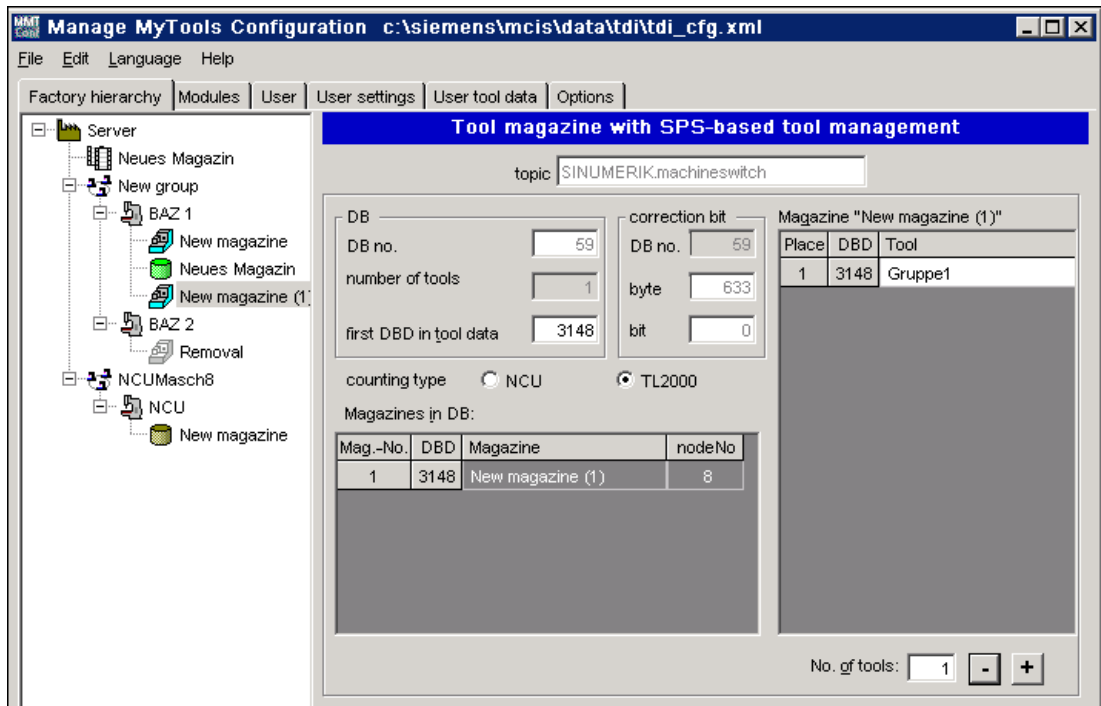 MMT Conf Manage MyTools Configuration c:\siemens\mcis\data\tdi\tdi_cfg.xml
File Edit Language Help
Factory hierarchy Modules User User settings User tool data Options
Server
Neues Magazin
New group
BAZ 1
New magazine
Neues Magazin
New magazine (1)
BAZ 2
Removal
NCUMasch8
NCU
New magazine
Tool magazine with SPS-based tool management
topic SINUMERIK.machineswitch
DB
DB no. 59
number of tools 1
first DBD in tool data 3148
correction bit
DB no. 59
byte 633
bit 0
counting type NCU TL2000
Magazines in DB:
Mag.-No. DBD Magazine nodeNo
1 3148 New magazine (1) 8
Magazine "New magazine (1)"
Place DBD Tool
1 3148 Gruppe1
No. of tools: 1 - +